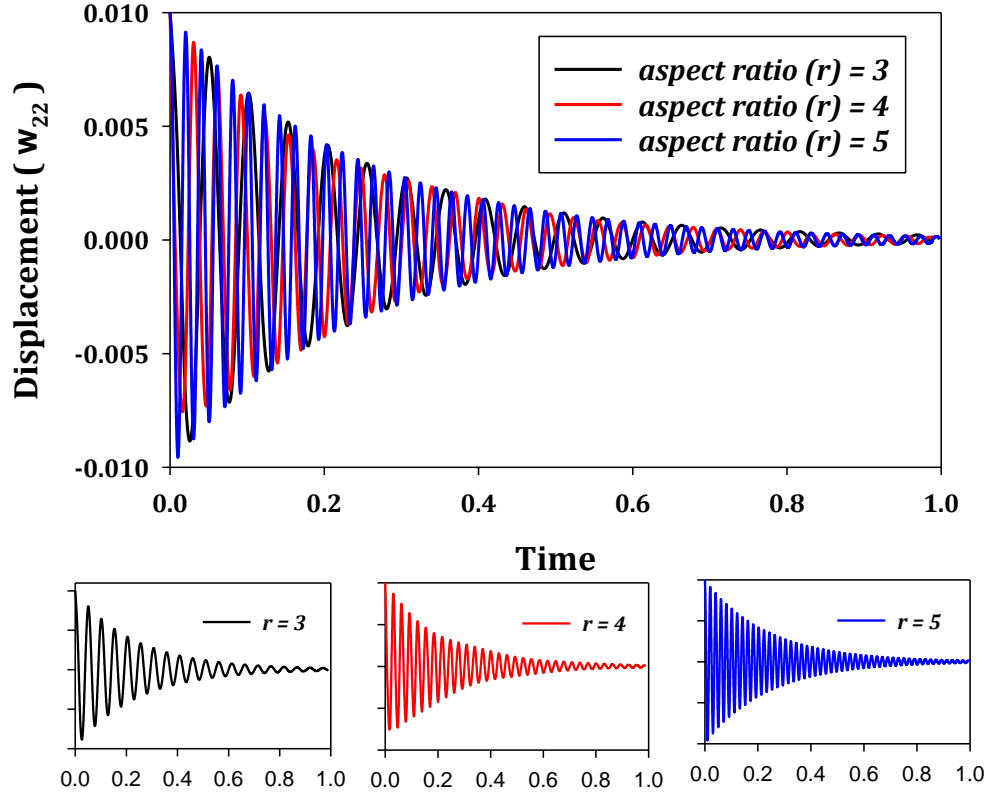 0.010
0.005
0.000
-0.005
-0.010
Displacement ( w22 )
aspect ratio (r) = 3
aspect ratio (r) = 4
aspect ratio (r) = 5
0.0 0.2 0.4 0.6 0.8 1.0
Time
r = 3
r = 4
r = 5
0.0 0.2 0.4 0.6 0.8 1.0
0.0 0.2 0.4 0.6 0.8 1.0
0.0 0.2 0.4 0.6 0.8 1.0